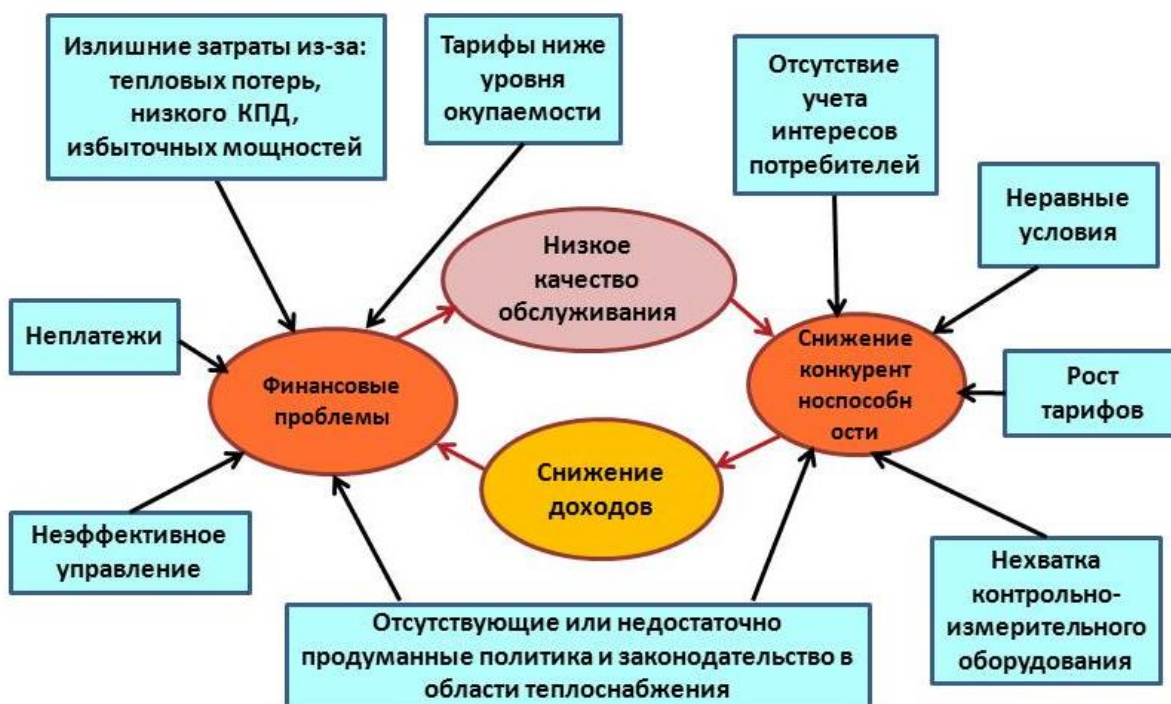 Излишние затраты из-за:
тепловых потерь,
низкого КПД,
избыточных мощностей
Тарифы ниже
уровня
окупаемости
Отсутствие
учета
интересов
потребителей
Неравные
условия
Низкое
качество
обслуживания
Неплатежи
Финансовые
проблемы
Снижение
конкурент
носпособн
ости
Рост
тарифов
Снижение
доходов
Неэффективное
управление
Отсутствующие или недостаточно
продуманные политика и законодательство в
области теплоснабжения
Нехватка
контрольно-
измерительного
оборудования